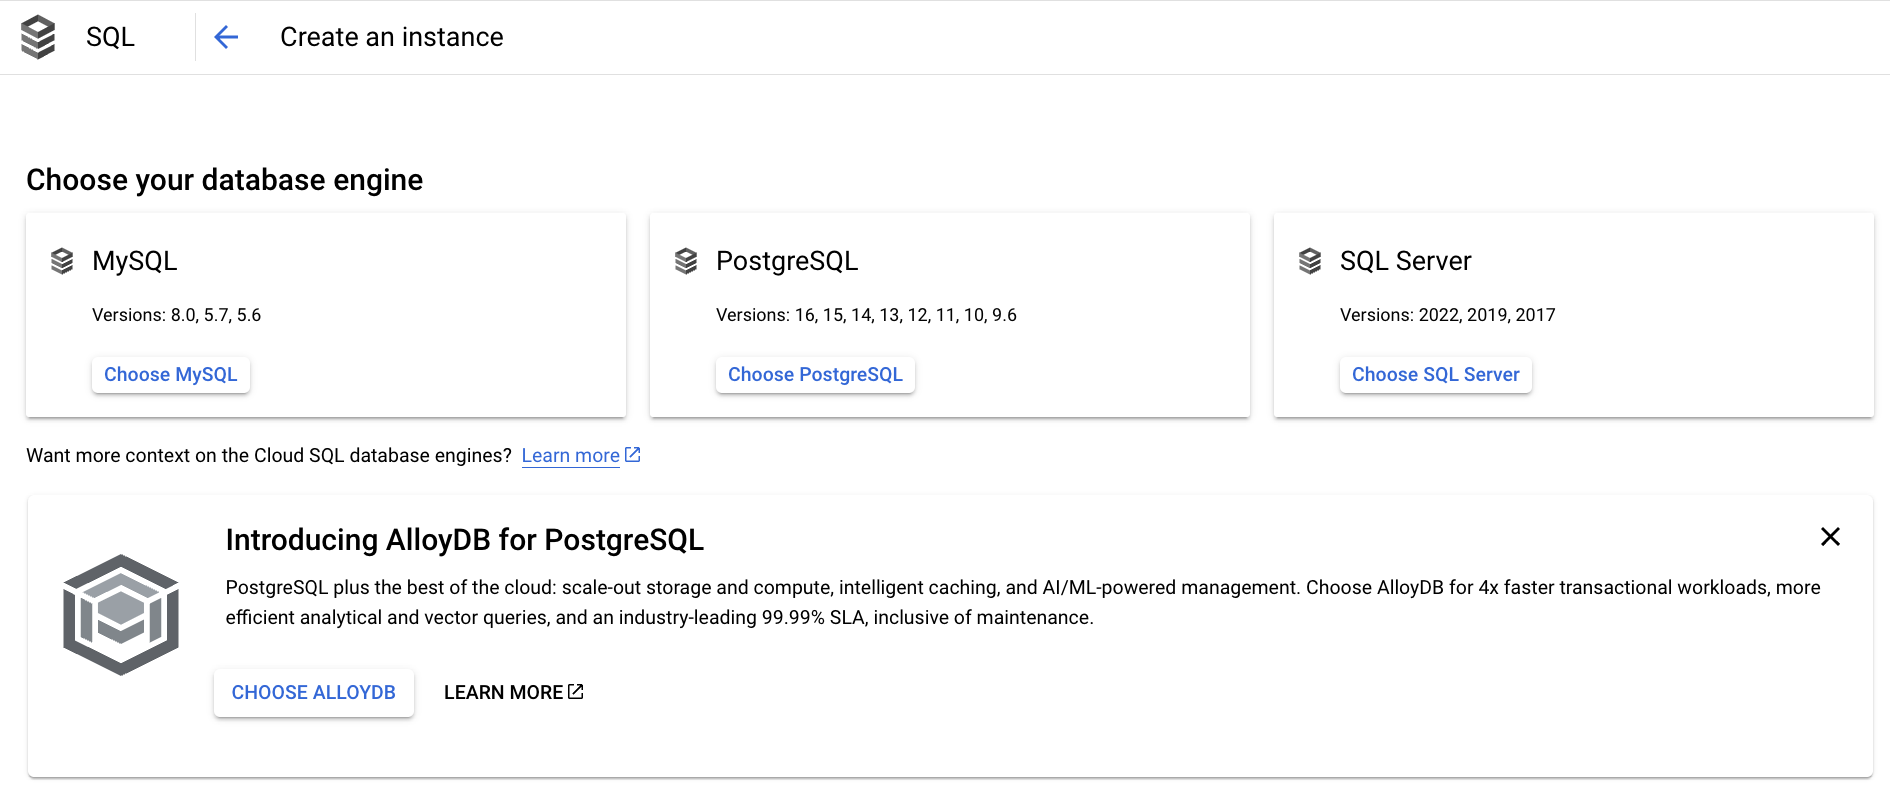 SQL
Create an instance
Choose your database engine
MySQL
Versions: 8.0, 5.7, 5.6
Choose MySQL
PostgreSQL
Versions: 16, 15, 14, 13, 12, 11, 10, 9.6
Choose PostgreSQL
SQL Server
Versions: 2022, 2019, 2017
Choose SQL Server
Want more context on the Cloud SQL database engines? Learn more
Introducing AlloyDB for PostgreSQL
PostgreSQL plus the best of the cloud: scale-out storage and compute, intelligent caching, and AI/ML-powered management. Choose AlloyDB for 4x faster transactional workloads, more
efficient analytical and vector queries, and an industry-leading 99.99% SLA, inclusive of maintenance.
CHOOSE ALLOYDB
LEARN MORE